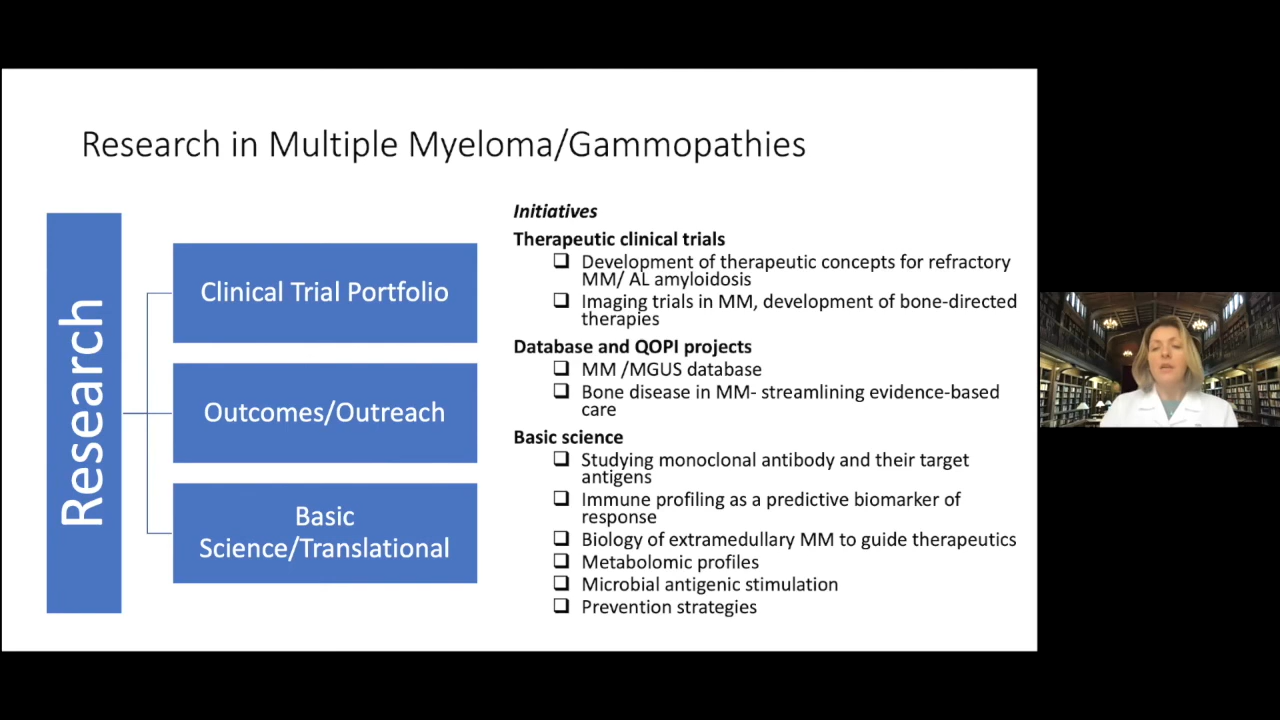 Research in Multiple Myeloma/Gammopathies
Research
Clinical Trial Portfolio
Outcomes/Outreach
Basic
Science/Translational
Initiatives
Therapeutic clinical trials
❑ Development of therapeutic concepts for refractory
MM/ AL amyloidosis
❑ Imaging trials in MM, development of bone-directed
therapies
Database and QOPI projects
❑ MM /MGUS database
❑ Bone disease in MM- streamlining evidence-based
care
Basic science
❑ Studying monoclonal antibody and their target
antigens
❑ Immune profiling as a predictive biomarker of
response
❑ Biology of extramedullary MM to guide therapeutics
❑ Metabolomic profiles
❑ Microbial antigenic stimulation
❑ Prevention strategies